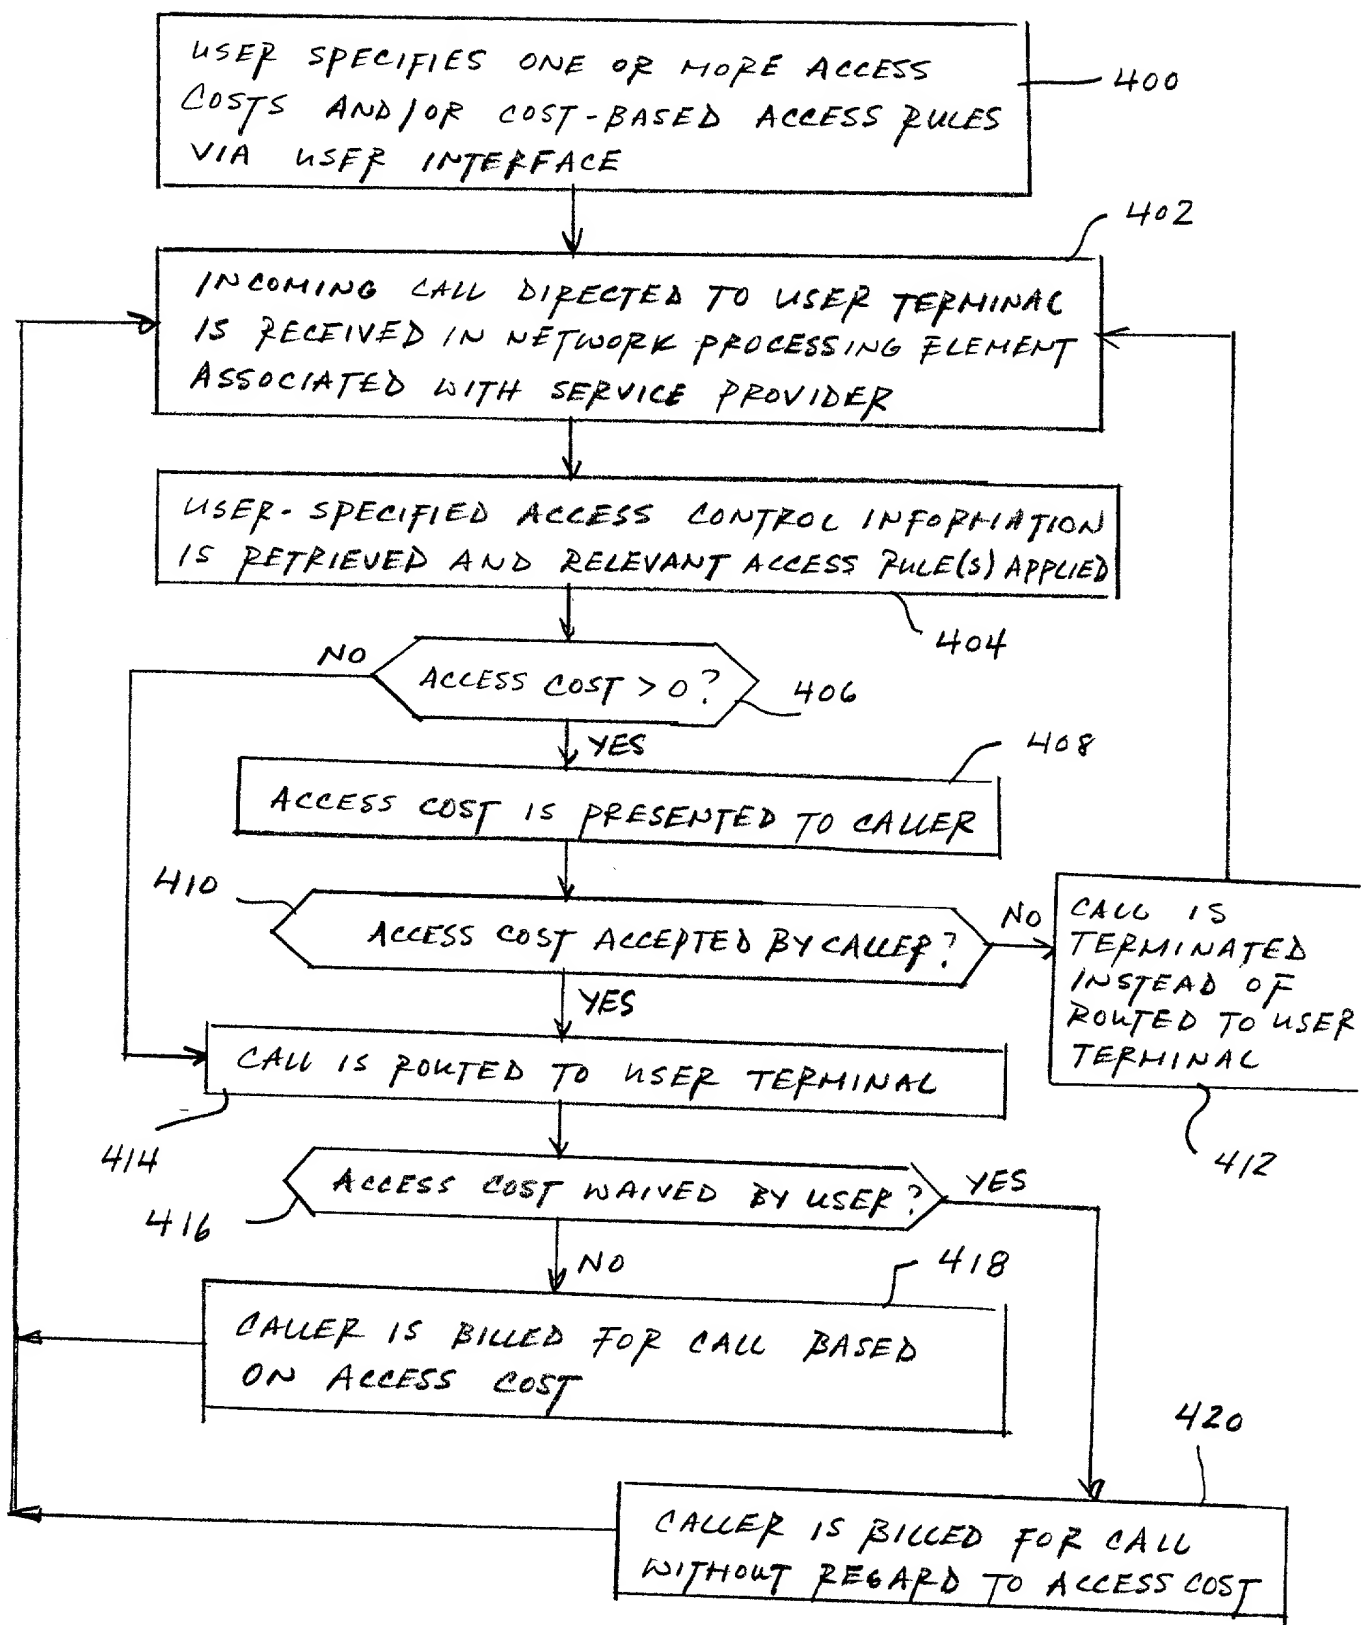 USER SPECIFIES ONE OR MORE ACCESS
COSTS AND/OR COST-BASED ACCESS RULES
VIA USER INTERFACE
400
402
INCOMING CALL DIRECTED TO USER TERMINAL
IS RECEIVED IN NETWORK PROCESSING ELEMENT
ASSOCIATED WITH SERVICE PROVIDER
USER-SPECIFIED ACCESS CONTROL INFORMATION
IS RETRIEVED AND RELEVANT ACCESS RULE(S) APPLIED
404
NO
ACCESS COST > 0?
406
YES
408
ACCESS COST IS PRESENTED TO CALLER
410
ACCESS COST ACCEPTED BY CALLER?
NO
CALL IS
TERMINATED
INSTEAD OF
ROUTED TO USER
TERMINAL
412
YES
CALL IS ROUTED TO USER TERMINAL
414
ACCESS COST WAIVED BY USER?
YES
416
NO
418
CALLER IS BILLED FOR CALL BASED
ON ACCESS COST
420
CALLER IS BILLED FOR CALL
WITHOUT REGARD TO ACCESS COST